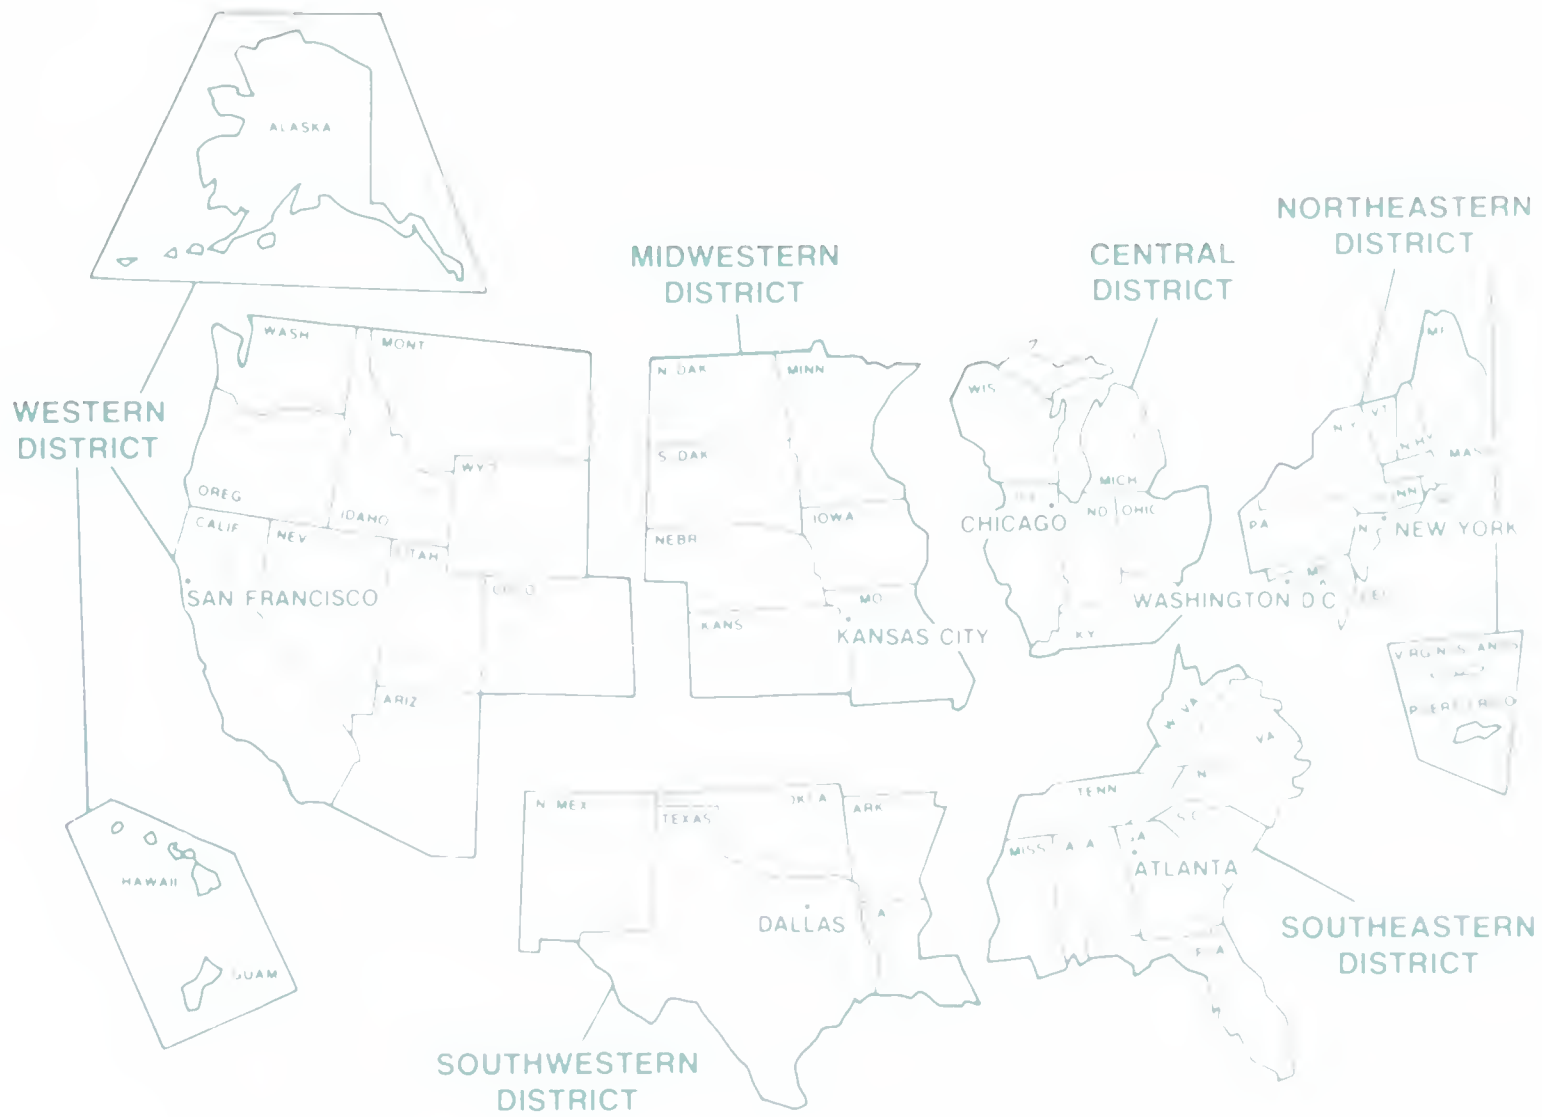 ALASKA
NORTHEASTERN
DISTRICT
MIDWESTERN
DISTRICT
CENTRAL
DISTRICT
WASH
MONT
N DAK
MINN
WIS
VT
WESTERN
DISTRICT
S DAK
OREG
IDAHO
MICH
CALIF
NEV
IOWA
CHICAGO
PA
NEW YORK
NEBR
SAN FRANCISCO
MO
WASHINGTON D C
KANS
KANSAS CITY
KY
ARIZ
W VA
VA
TENN
N MEX
TEXAS
ARK
MISS
ATLANTA
HAWAII
DALLAS
SOUTHEASTERN
DISTRICT
GUAM
SOUTHWESTERN
DISTRICT